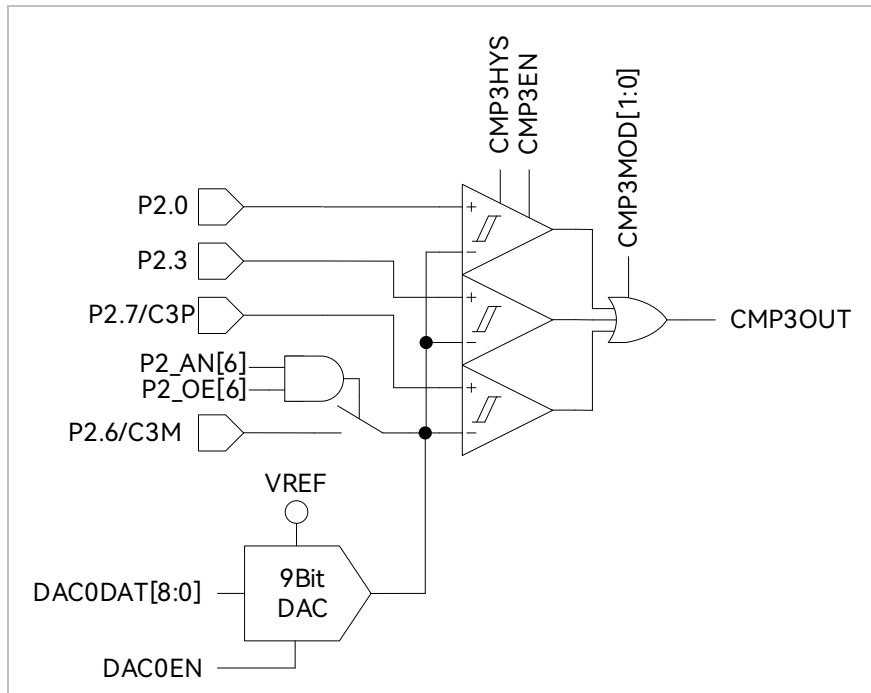 CMP3HYS
CMP3EN
CMP3MOD[1:0]
P2.0
+
-
P2.3
+
P2.7/C3P
-
CMP3OUT
P2_AN[6]
P2_OE[6]
+
P2.6/C3M
-
VREF
9Bit
DAC
DAC0DAT[8:0]
DAC0EN